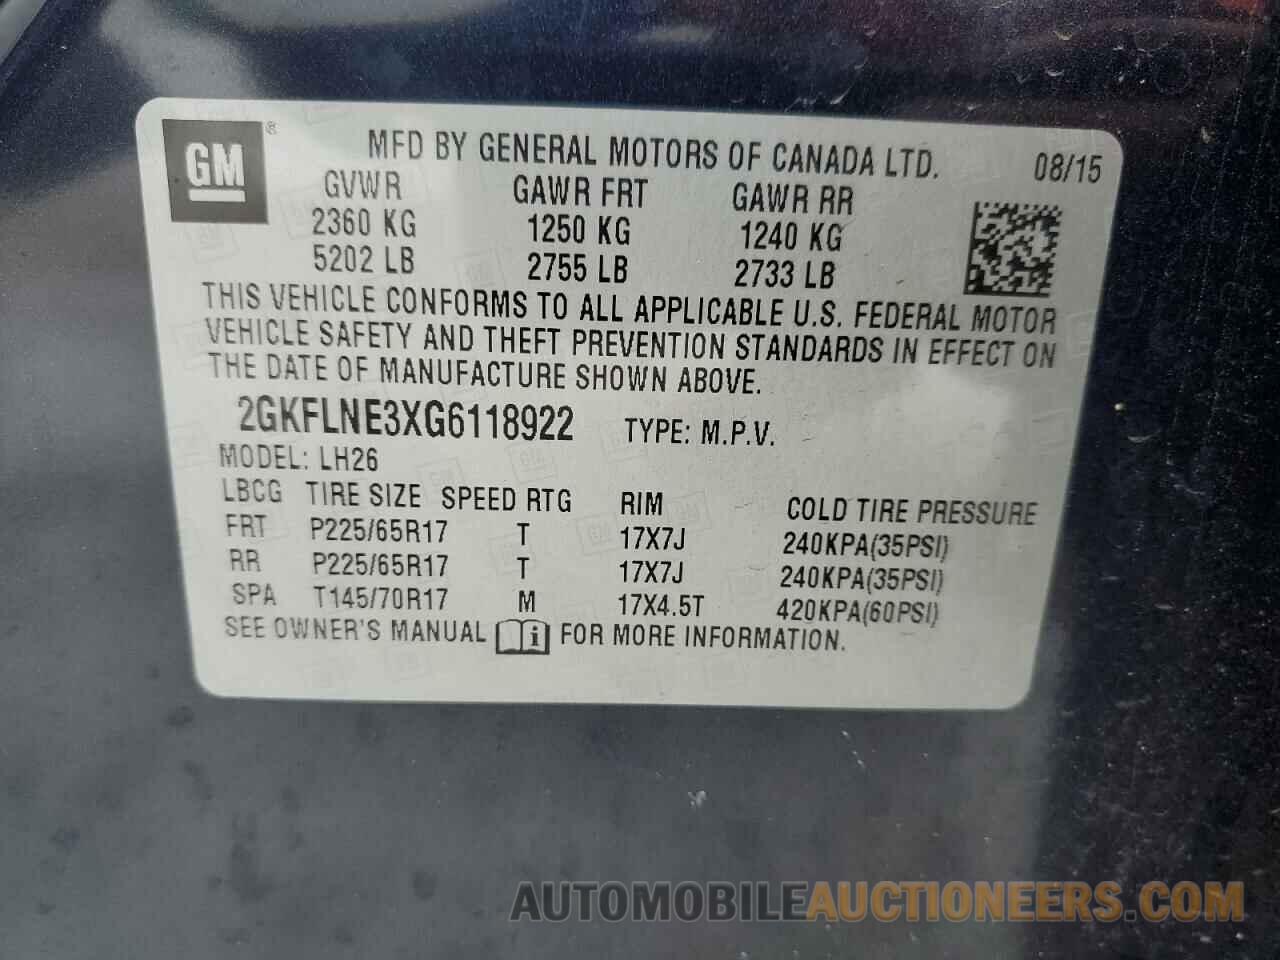 GM ®
MFD BY GENERAL MOTORS OF CANADA LTD. 08/15
GVWR GAWR FRT GAWR RR
2360 KG 1250 KG 1240 KG
5202 LB 2755 LB 2733 LB
THIS VEHICLE CONFORMS TO ALL APPLICABLE U.S. FEDERAL MOTOR
VEHICLE SAFETY AND THEFT PREVENTION STANDARDS IN EFFECT ON
THE DATE OF MANUFACTURE SHOWN ABOVE.
2GKFLNE3XG6118922 TYPE: M.P.V.
MODEL: LH26
LBCG TIRE SIZE SPEED RTG RIM COLD TIRE PRESSURE
FRT P225/65R17 T 17X7J 240KPA(35PSI)
RR P225/65R17 T 17X7J 240KPA(35PSI)
SPA T145/70R17 M 17X4.5T 420KPA(60PSI)
SEE OWNER'S MANUAL i FOR MORE INFORMATION.
AUTOMOBILEAUCTIONEERS.COM